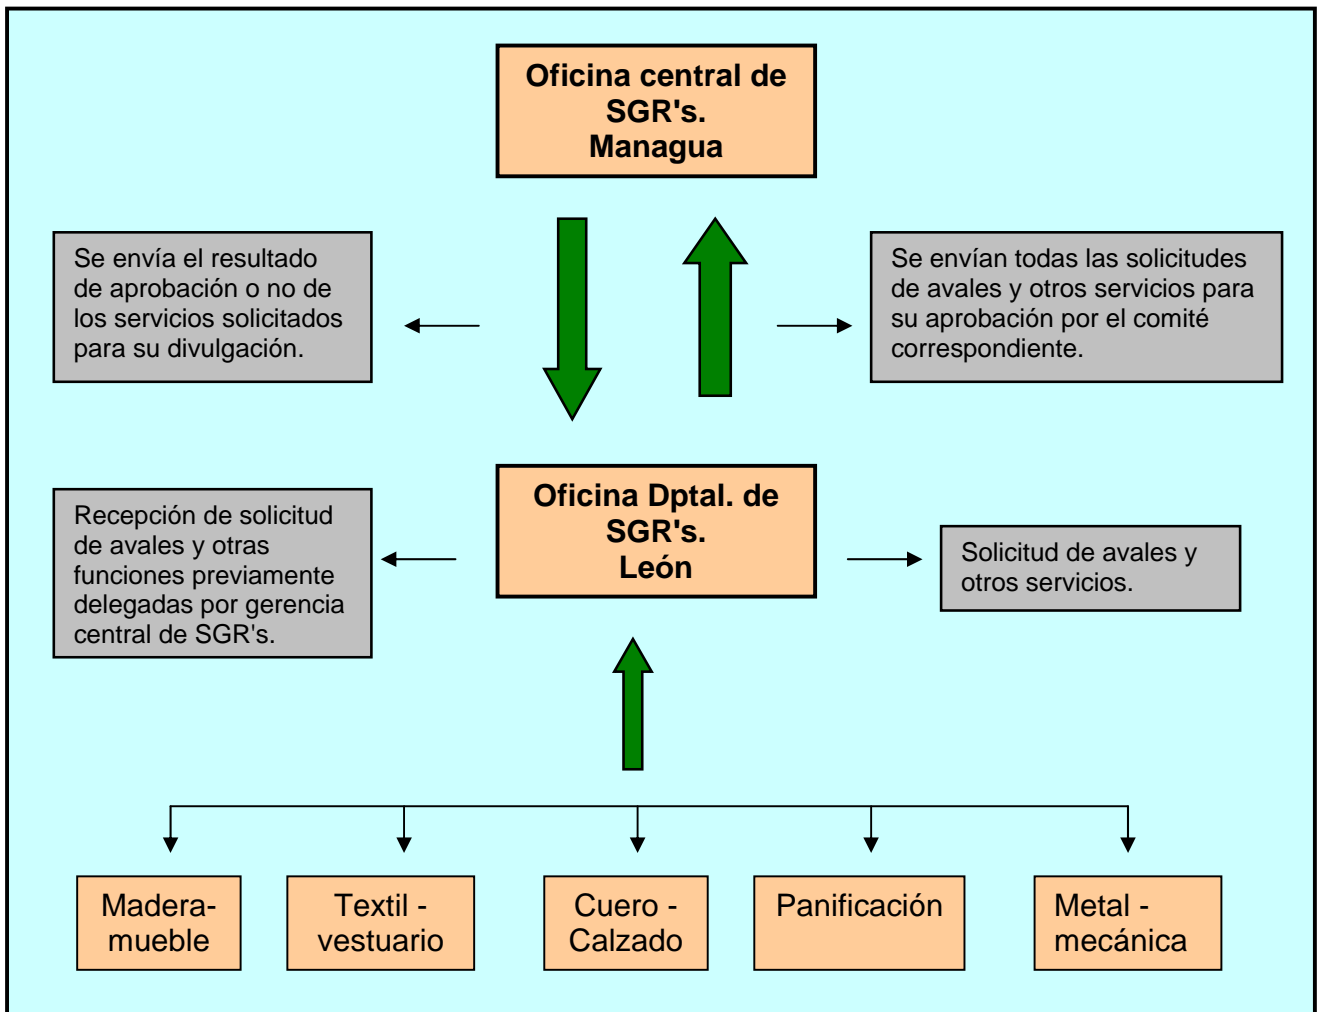 Oficina central de
SGR's.
Managua
Se envía el resultado
de aprobación o no de
los servicios solicitados
para su divulgación.
Se envían todas las solicitudes
de avales y otros servicios para
su aprobación por el comité
correspondiente.
Oficina Dptal. de
SGR's.
León
Recepción de solicitud
de avales y otras
funciones previamente
delegadas por gerencia
central de SGR's.
Solicitud de avales y
otros servicios.
Madera-
mueble
Textil -
vestuario
Cuero -
Calzado
Panificación
Metal -
mecánica